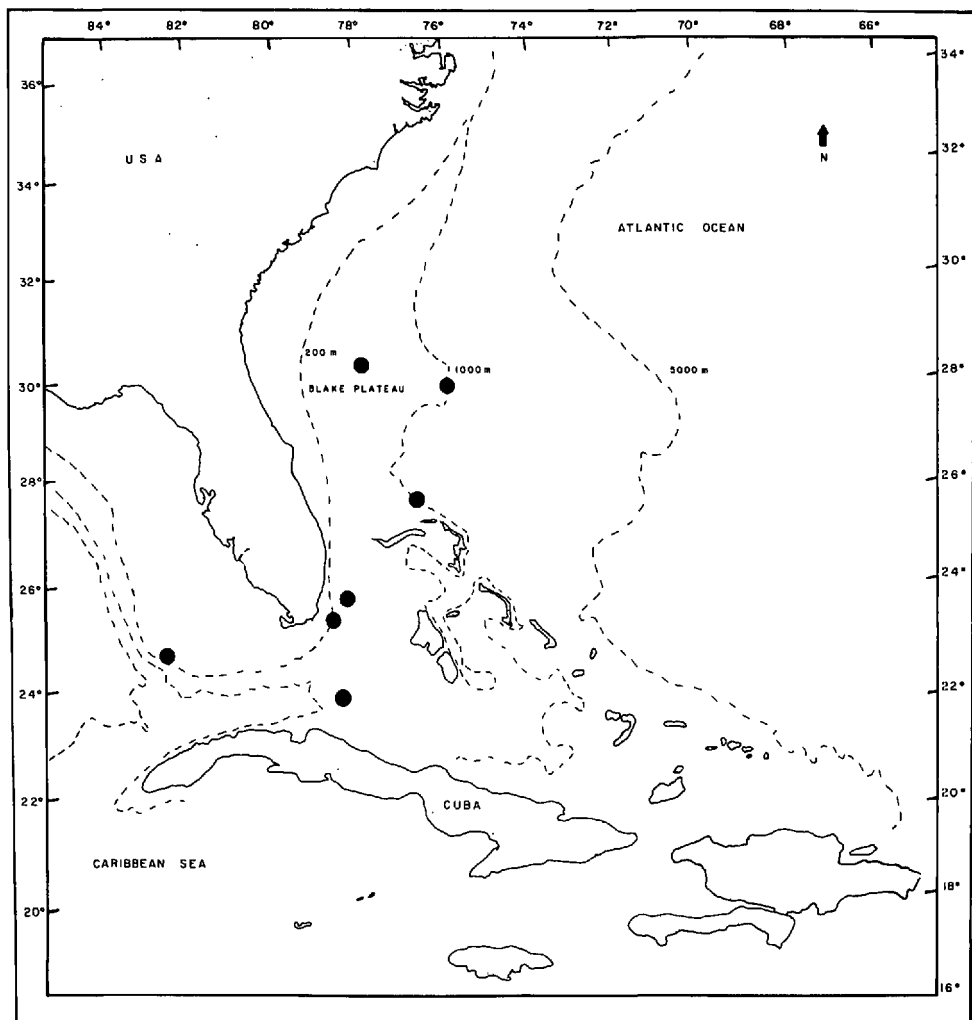 84° 82° 80° 78° 76° 74° 72° 70° 68° 66°
36° 34°
N
USA 32°
34°
ATLANTIC OCEAN
32° 30°
200 m 1000 m 5000 m 28°
BLAKE PLATEAU
30°
28° 26°
26° 24°
24° 22°
22° CUBA 20°
CARIBBEAN SEA
18°
20°
16°